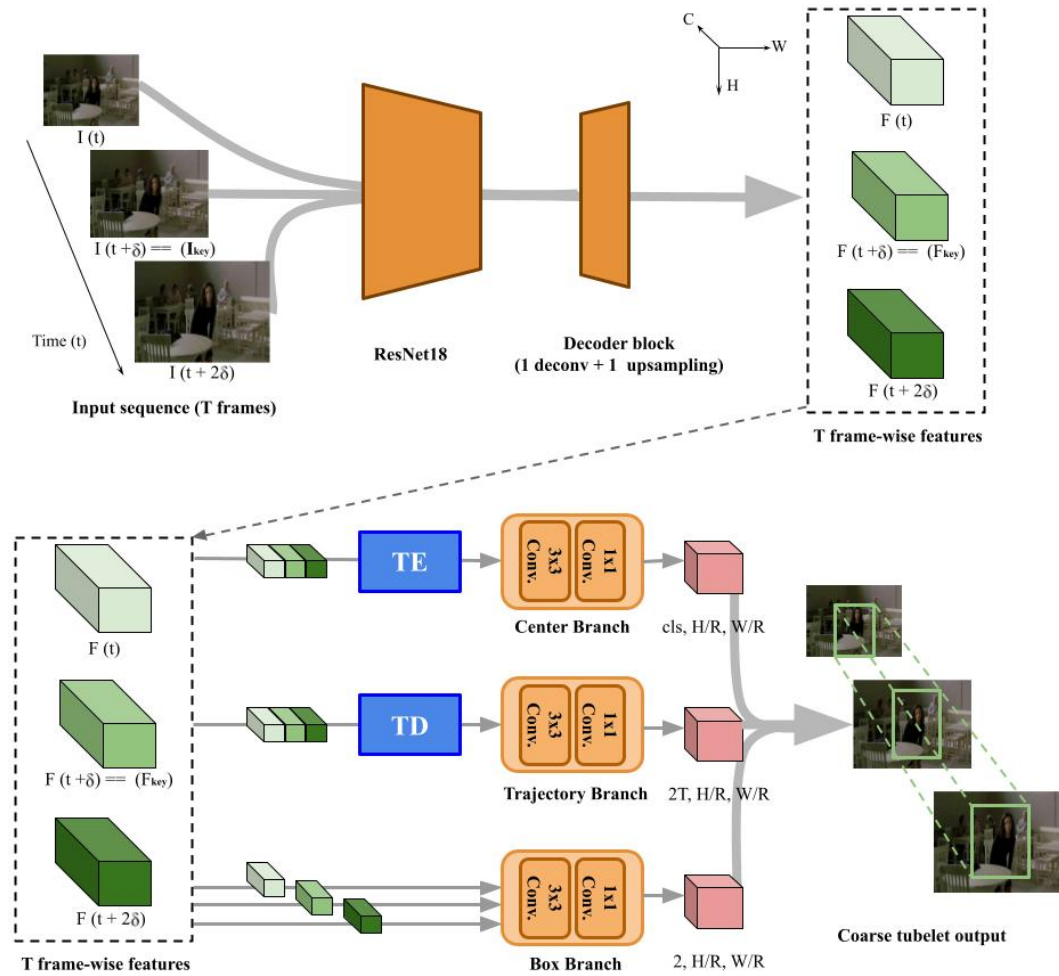 C
W
H
I (t)
F (t)
I (t +δ) == (Ikey)
F (t +δ) == (Fkey)
Time (t)
I (t + 2δ)
F (t + 2δ)
ResNet18
Decoder block
(1 deconv + 1 upsampling)
Input sequence (T frames)
T frame-wise features
F (t)
F (t +δ) == (Fkey)
F (t + 2δ)
T frame-wise features
TE
3x3 Conv.
1x1 Conv.
Center Branch
cls, H/R, W/R
TD
3x3 Conv.
1x1 Conv.
Trajectory Branch
2T, H/R, W/R
3x3 Conv.
1x1 Conv.
Box Branch
2, H/R, W/R
Coarse tubelet output